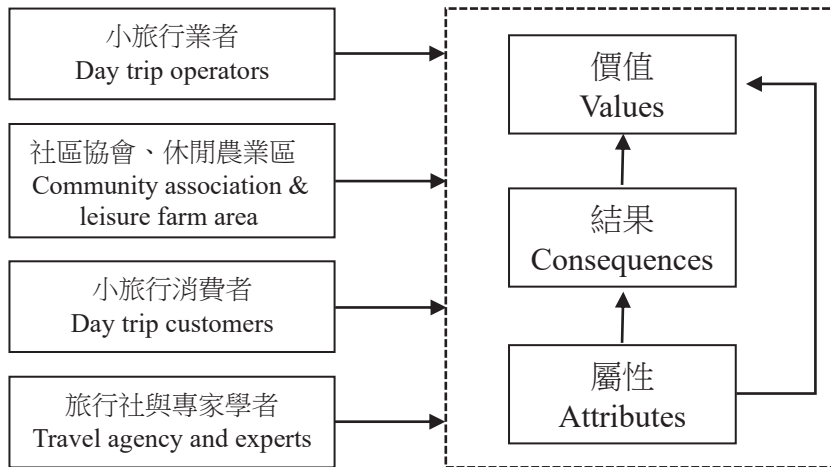 小旅行業者
Day trip operators
社區協會、休閒農業區
Community association &
leisure farm area
小旅行消費者
Day trip customers
旅行社與專家學者
Travel agency and experts
價值
Values
結果
Consequences
屬性
Attributes